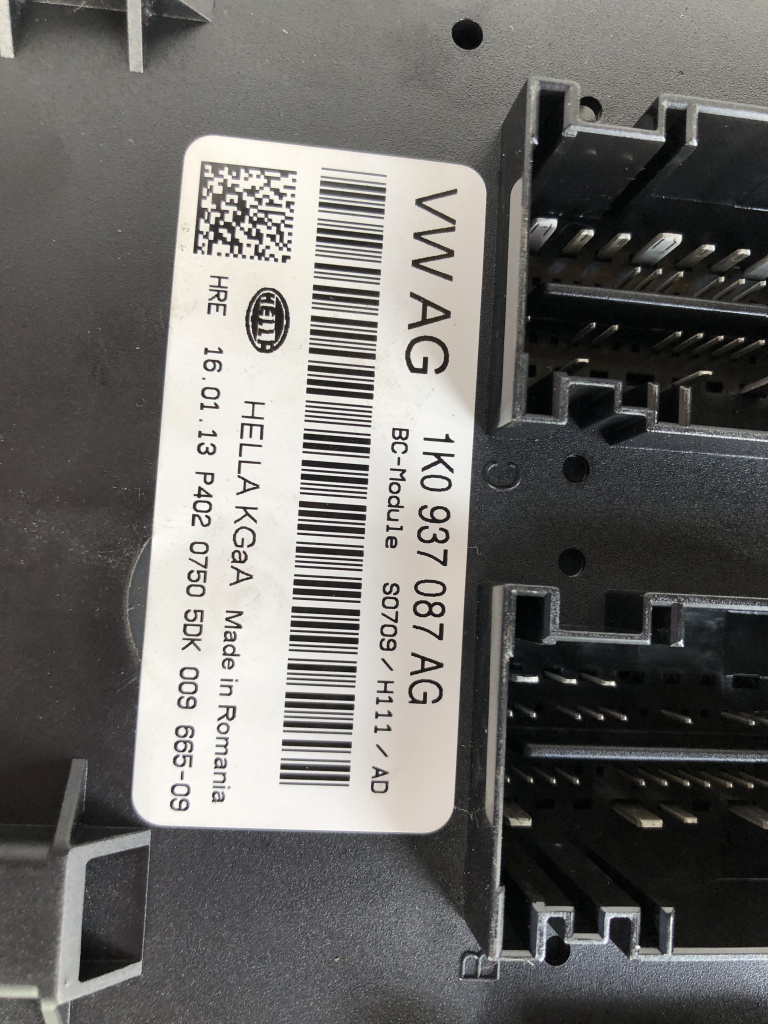 VW AG 1K0 937 087 AG
BC-Module S0709/H111/AD
HELLA
HELLA KGaA Made in Romania
HRE 16.01.13 P402 0750 5DK 009 665-09
C
B